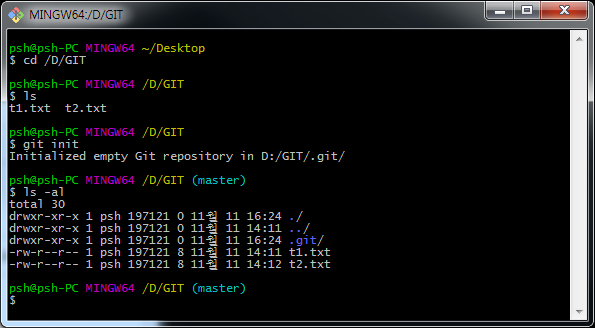 MINGW64:/D/GIT
psh@psh-PC MINGW64 ~/Desktop
$ cd /D/GIT
psh@psh-PC MINGW64 /D/GIT
$ ls
t1.txt  t2.txt
psh@psh-PC MINGW64 /D/GIT
$ git init
Initialized empty Git repository in D:/GIT/.git/
psh@psh-PC MINGW64 /D/GIT (master)
$ ls -al
total 30
drwxr-xr-x 1 psh 197121 0 11월 11 16:24 ./
drwxr-xr-x 1 psh 197121 0 11월 11 14:11 ../
drwxr-xr-x 1 psh 197121 0 11월 11 16:24 .git/
-rw-r--r-- 1 psh 197121 8 11월 11 14:11 t1.txt
-rw-r--r-- 1 psh 197121 8 11월 11 14:12 t2.txt
psh@psh-PC MINGW64 /D/GIT (master)
$